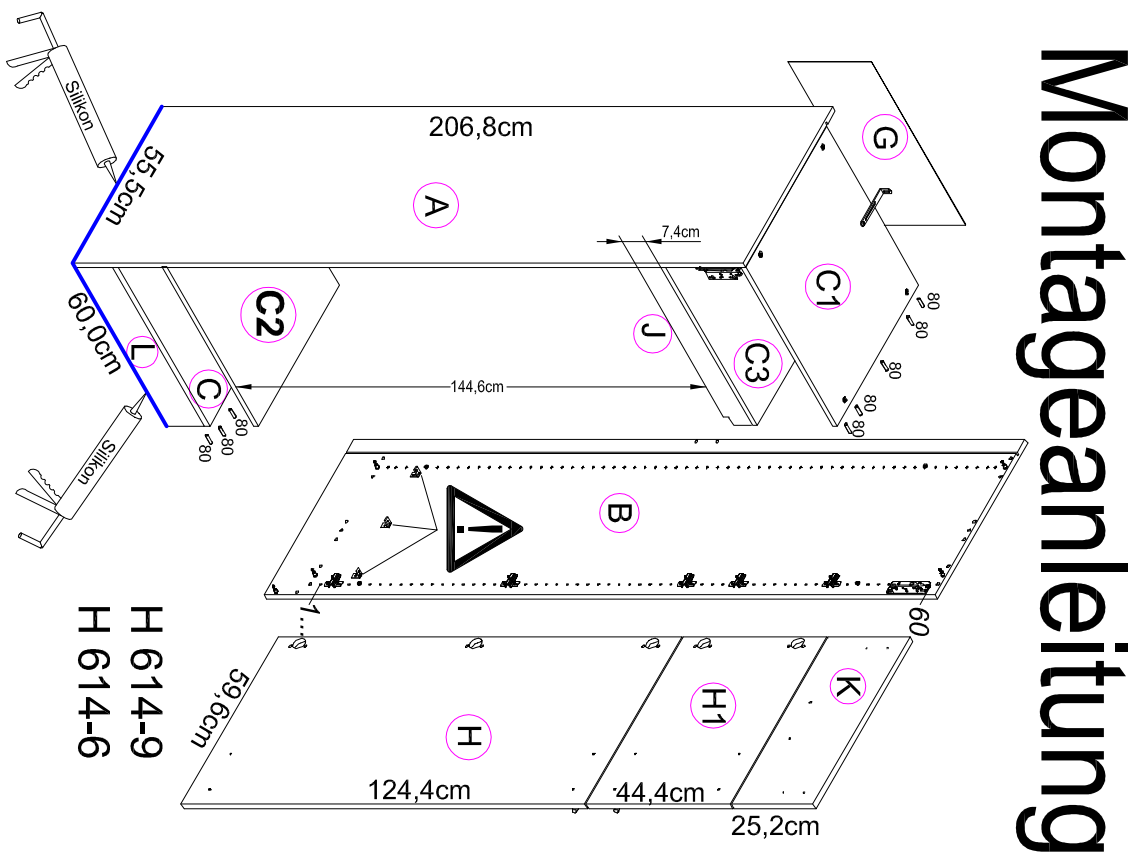 Montageanleitung
G
206,8cm
Silikon
55,5cm
A
7,4cm
C1
80
80
80
80
80
C2
60,0cm
L
J
C3
C
144,6cm
80
80
80
Silikon
B
1
60
H 614-9
H 614-6
59,6cm
K
H1
H
124,4cm
44,4cm
25,2cm